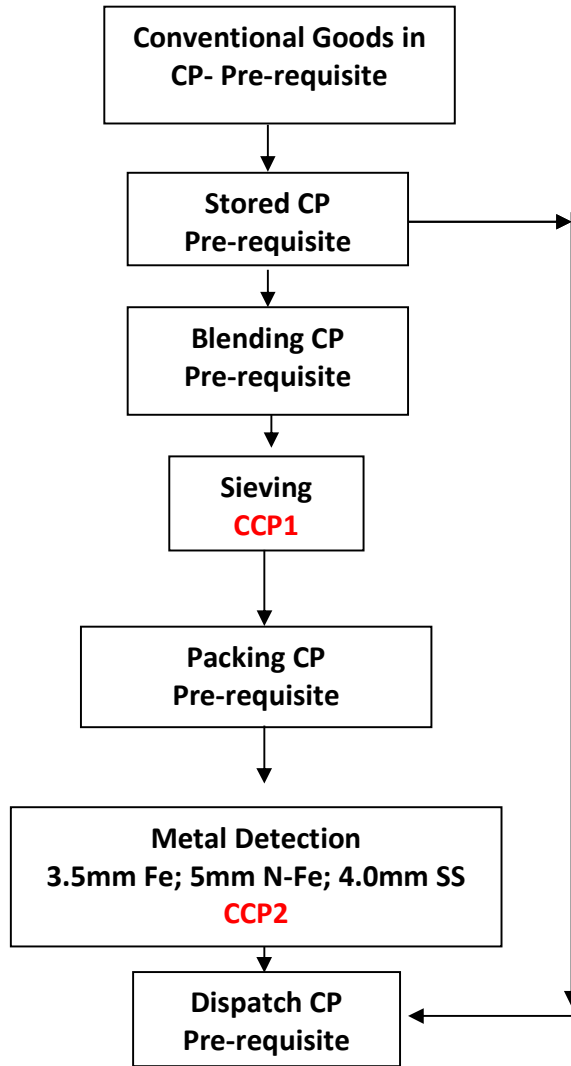 Conventional Goods in
CP- Pre-requisite
Stored CP
Pre-requisite
Blending CP
Pre-requisite
Sieving
CCP1
Packing CP
Pre-requisite
Metal Detection
3.5mm Fe; 5mm N-Fe; 4.0mm SS
CCP2
Dispatch CP
Pre-requisite